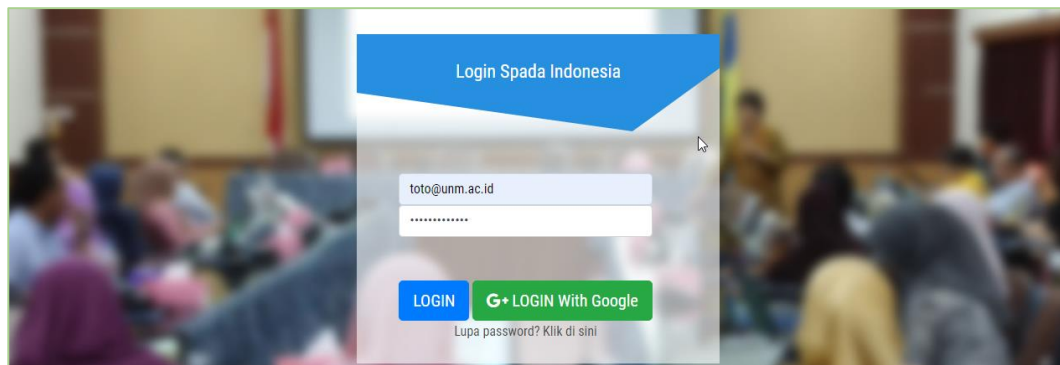 Login Spada Indonesia
toto@unm.ac.id
•••••••••••••
LOGIN
G+ LOGIN With Google
Lupa password? Klik di sini